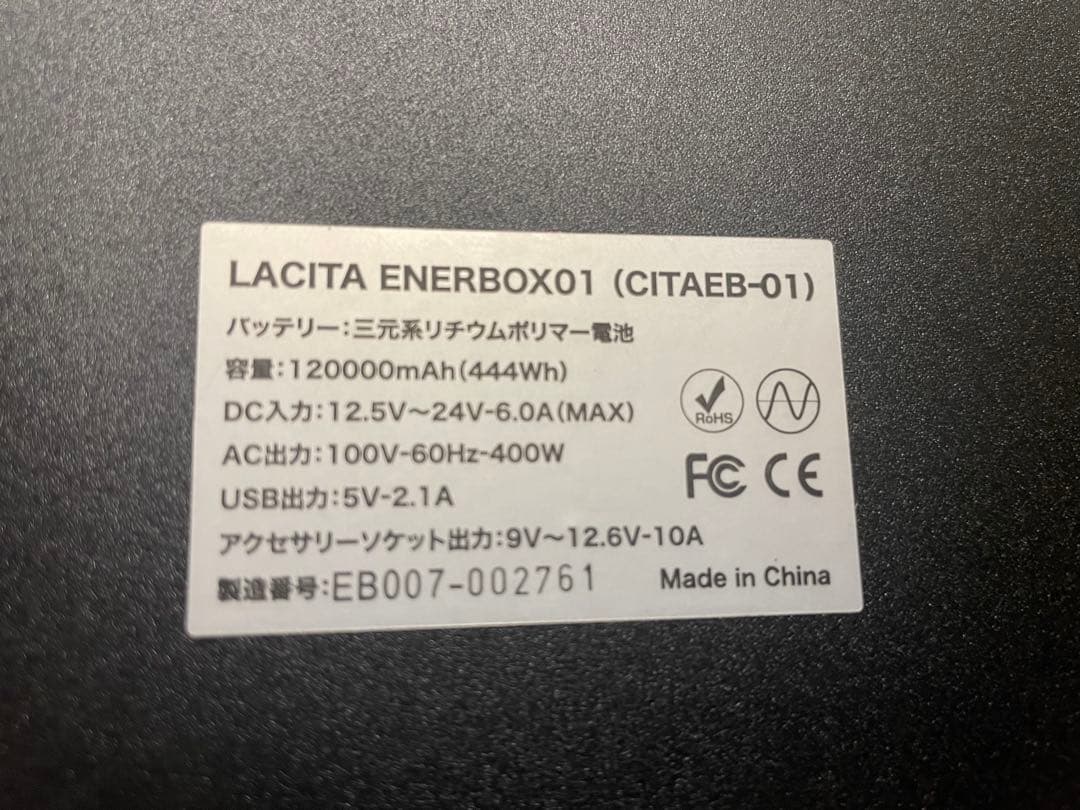 LACITA ENERBOX01 (CITAEB-01)
バッテリー:三元系リチウムポリマー電池
容量:120000mAh(444Wh)
DC入力:12.5V～24V-6.0A(MAX)
AC出力:100V-60Hz-400W
USB出力:5V-2.1A
アクセサリーソケット出力:9V～12.6V-10A
製造番号:EB007-002761
RoHS
FC CE
Made in China